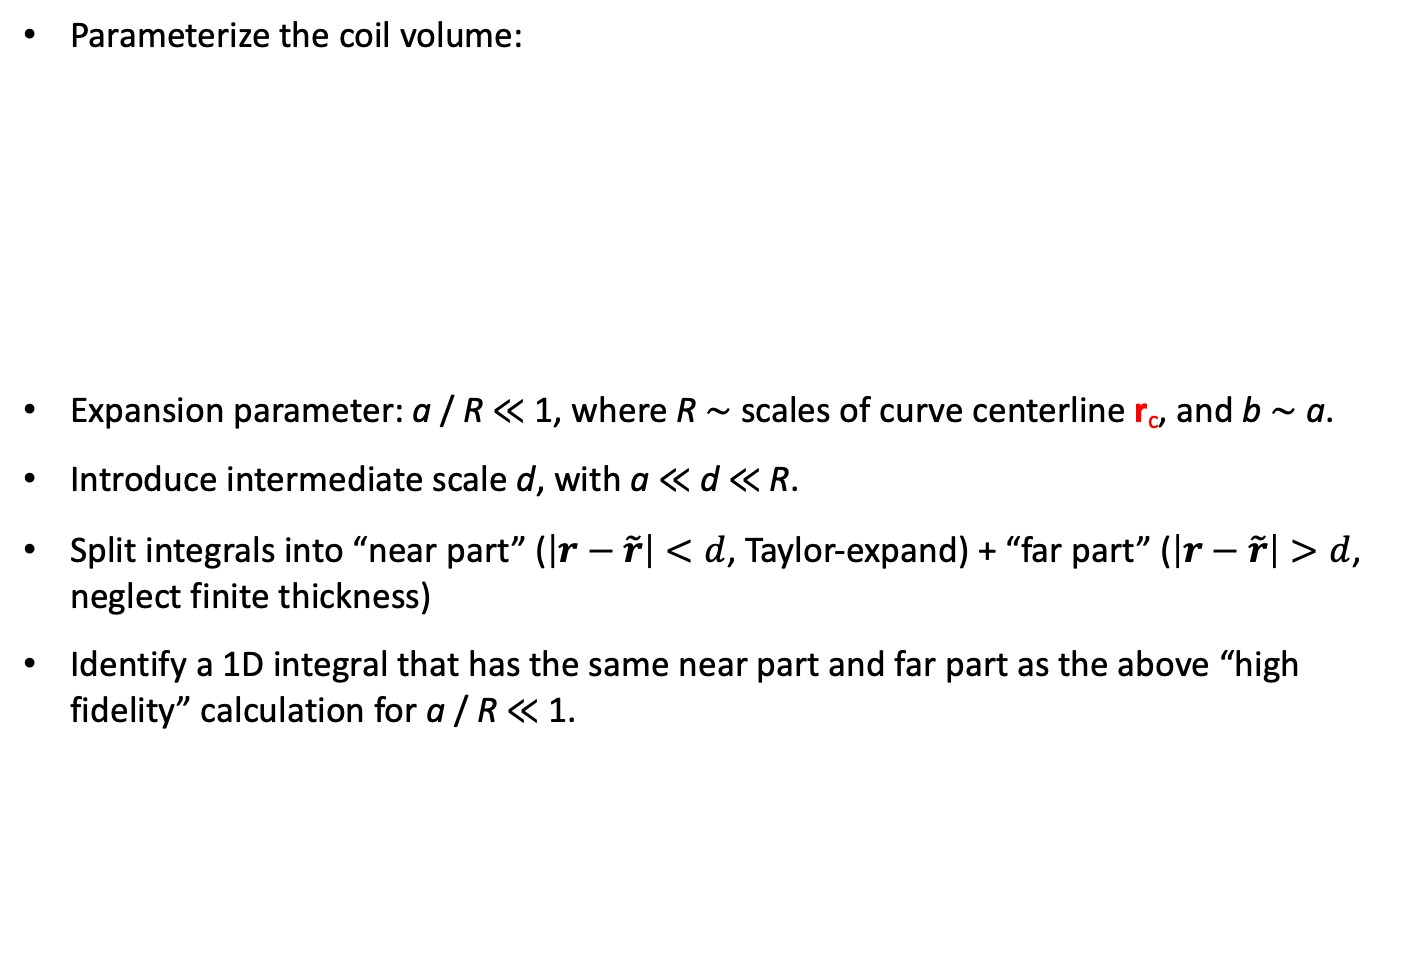 • Parameterize the coil volume:
• Expansion parameter: a / R ≪ 1, where R ~ scales of curve centerline r_c, and b ~ a.
• Introduce intermediate scale d, with a ≪ d ≪ R.
• Split integrals into “near part” (|r − r̃| < d, Taylor-expand) + “far part” (|r − r̃| > d,
neglect finite thickness)
• Identify a 1D integral that has the same near part and far part as the above “high
fidelity” calculation for a / R ≪ 1.